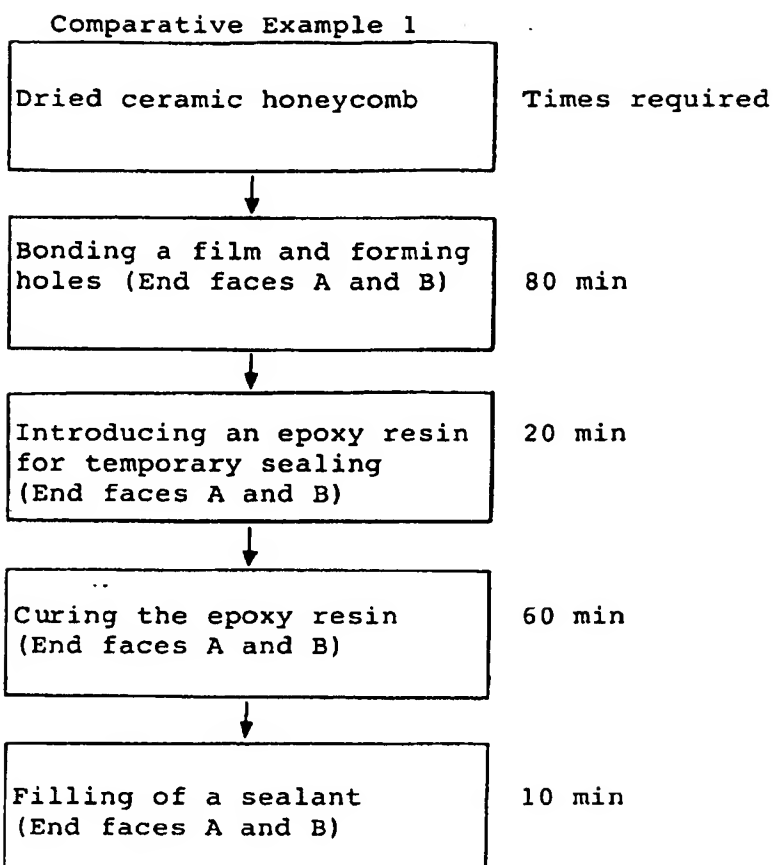 Comparative Example 1
Dried ceramic honeycomb
Times required
Bonding a film and forming
holes (End faces A and B)
80 min
Introducing an epoxy resin
for temporary sealing
(End faces A and B)
20 min
Curing the epoxy resin
(End faces A and B)
60 min
Filling of a sealant
(End faces A and B)
10 min